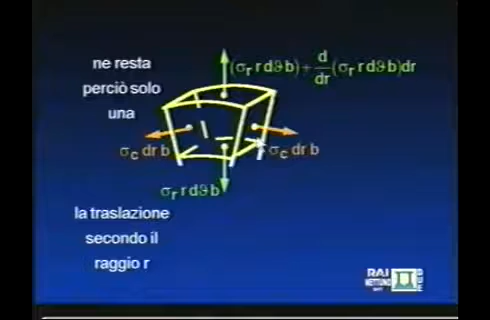 ne resta
perciò solo
una
(σr r dϑ b) + d/dr (σr r dϑ b) dr
σc dr b
σc dr b
σr r dϑ b
la traslazione
secondo il
raggio r
RAI
NETTUNO